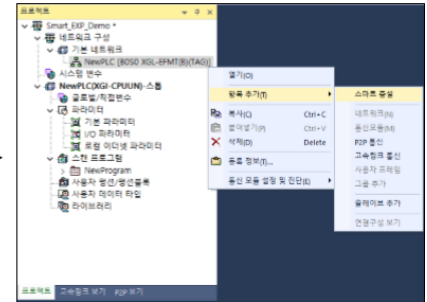 프로젝트
Smart_EXP_Demo *
네트워크 구성
기본 네트워크
NewPLC [B0S0 XGL-EFMT(B)(TAG)]
시스템 변수
NewPLC(XGI-CPUUN)-스톱
글로벌/직접변수
파라미터
기본 파라미터
I/O 파라미터
로컬 이더넷 파라미터
스캔 프로그램
NewProgram
사용자 펑션/펑션블록
사용자 데이터 타입
라이브러리
열기(O)
항목 추가(T)
복사(C) Ctrl+C
붙여넣기(P) Ctrl+V
삭제(D) Delete
등록 정보(T)...
통신 모듈 설정 및 진단(E)
스마트 증설
네트워크(N)
통신모듈(M)
P2P 통신
고속링크 통신
사용자 프레임
그룹 추가
슬레이브 추가
연결구성 보기
프로젝트 고속링크 보기 P2P 보기